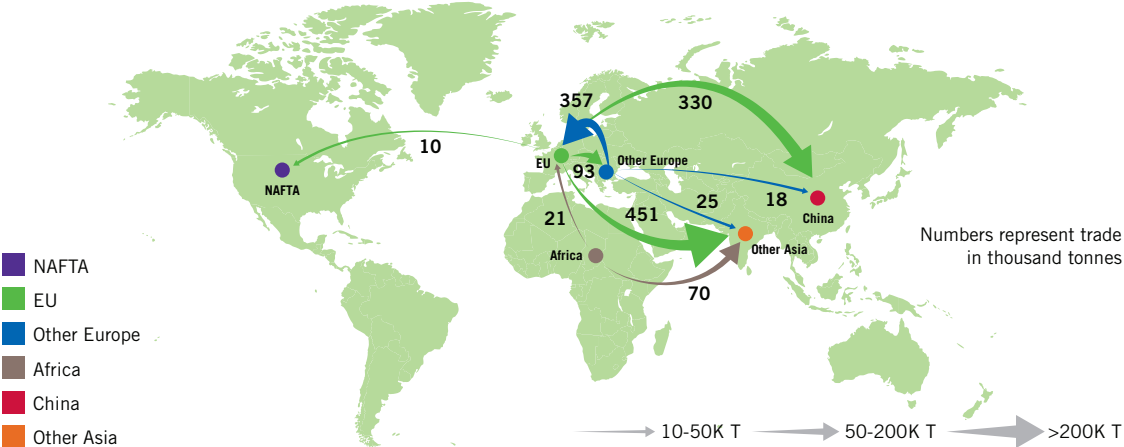 357
330
10
EU
93
Other Europe
NAFTA
21
451
25
18
China
Africa
Other Asia
70
Numbers represent trade
in thousand tonnes
NAFTA
EU
Other Europe
Africa
China
Other Asia
10-50K T
50-200K T
>200K T